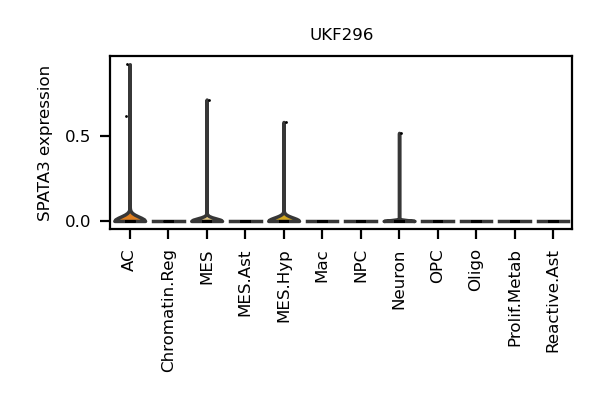 UKF296
SPATA3 expression
0.5
0.0
AC
Chromatin.Reg
MES
MES.Ast
MES.Hyp
Mac
NPC
Neuron
OPC
Oligo
Prolif.Metab
Reactive.Ast